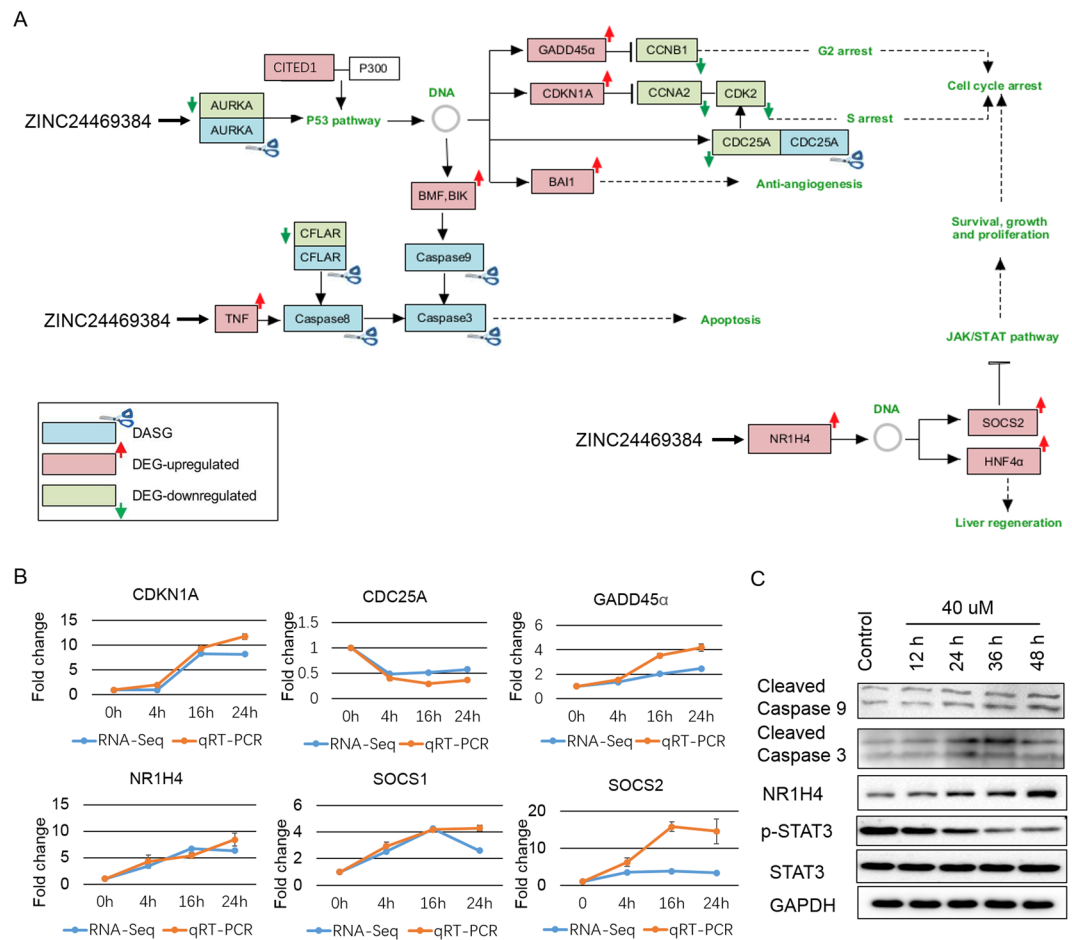 A
CITED1
P300
GADD45α
CCNB1
G2 arrest
AURKA
AURKA
ZINC24469384
P53 pathway
DNA
CDKN1A
CCNA2
CDK2
Cell cycle arrest
S arrest
CDC25A
CDC25A
BMF,BIK
BAI1
Anti-angiogenesis
CFLAR
CFLAR
Caspase9
Survival, growth
and proliferation
ZINC24469384
TNF
Caspase8
Caspase3
Apoptosis
JAK/STAT pathway
DASG
DEG-upregulated
DEG-downregulated
ZINC24469384
NR1H4
DNA
SOCS2
HNF4α
Liver regeneration
B
CDKN1A
Fold change
15
10
5
0
0h 4h 16h 24h
RNA-Seq qRT-PCR
CDC25A
Fold change
1.5
1
0.5
0
0h 4h 16h 24h
RNA-Seq qRT-PCR
GADD45α
Fold change
6
4
2
0
0h 4h 16h 24h
RNA-Seq qRT-PCR
NR1H4
Fold change
15
10
5
0
0h 4h 16h 24h
RNA-Seq qRT-PCR
SOCS1
Fold change
6
4
2
0
0h 4h 16h 24h
RNA-Seq qRT-PCR
SOCS2
Fold change
20
10
0
0 4h 16h 24h
RNA-Seq qRT-PCR
C
40 uM
Control 12 h 24 h 36 h 48 h
Cleaved
Caspase 9
Cleaved
Caspase 3
NR1H4
p-STAT3
STAT3
GAPDH